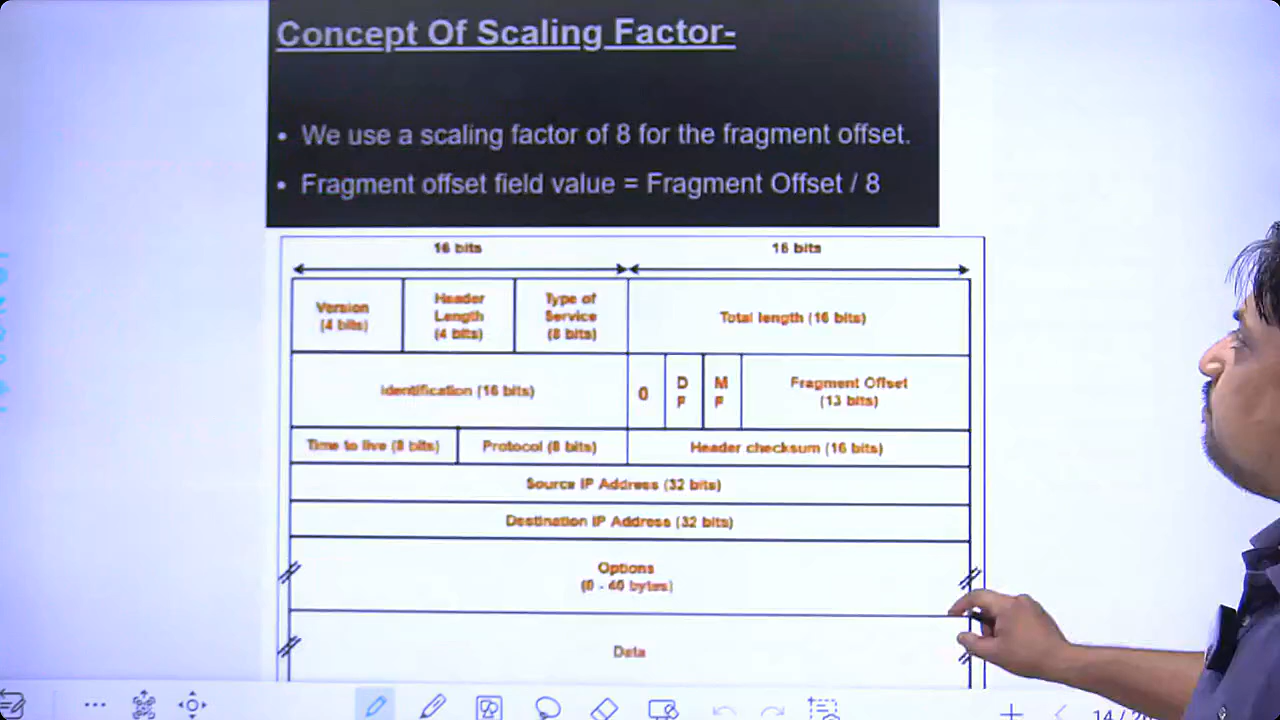 Concept Of Scaling Factor-
• We use a scaling factor of 8 for the fragment offset.
• Fragment offset field value = Fragment Offset / 8
16 bits
16 bits
Version
(4 bits)
Header
Length
(4 bits)
Type of
Service
(8 bits)
Total length (16 bits)
Identification (16 bits)
0
D
F
M
F
Fragment Offset
(13 bits)
Time to live (8 bits)
Protocol (8 bits)
Header checksum (16 bits)
Source IP Address (32 bits)
Destination IP Address (32 bits)
Options
(0 - 40 bytes)
Data